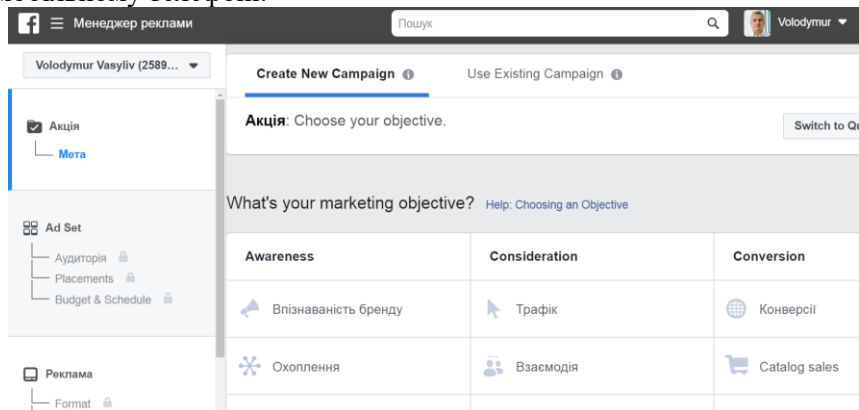 Менеджер реклами
Пошук
Volodymur
Volodymur Vasyliv (2589...
Create New Campaign
Use Existing Campaign
Акція
Мета
Акція: Choose your objective.
Switch to Qu
What's your marketing objective? Help: Choosing an Objective
Ad Set
Аудиторія
Placements
Budget & Schedule
Awareness
Consideration
Conversion
Впізнаваність бренду
Трафік
Конверсії
Охоплення
Взаємодія
Catalog sales
Реклама
Format